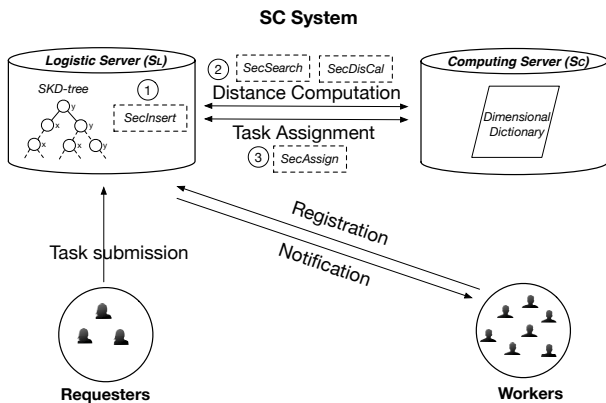 SC System
Logistic Server (SL)
Computing Server (SC)
SKD-tree
1
SecInsert
y
x
y
x
x
y
2
SecSearch
SecDisCal
Distance Computation
Task Assignment
3
SecAssign
Dimensional
Dictionary
Task submission
Registration
Notification
Requesters
Workers